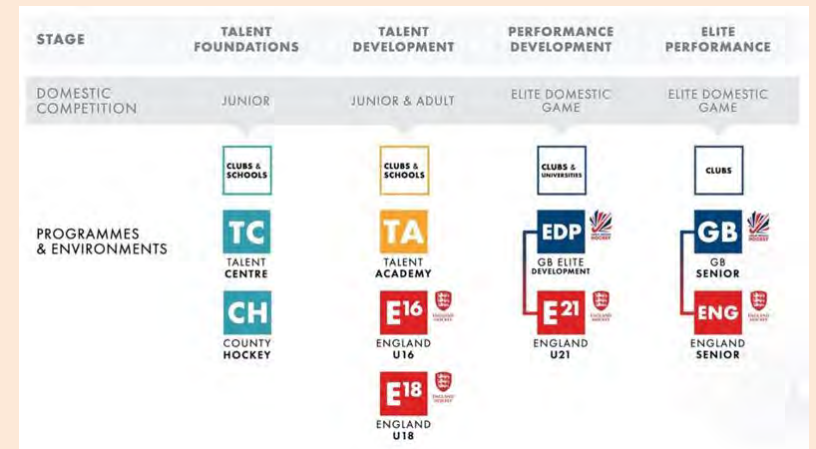 STAGE
TALENT
FOUNDATIONS
TALENT
DEVELOPMENT
PERFORMANCE
DEVELOPMENT
ELITE
PERFORMANCE
DOMESTIC
COMPETITION
JUNIOR
JUNIOR & ADULT
ELITE DOMESTIC
GAME
ELITE DOMESTIC
GAME
PROGRAMMES
& ENVIRONMENTS
CLUBS &
SCHOOLS
CLUBS &
SCHOOLS
CLUBS &
UNIVERSITIES
CLUBS
TC
TALENT
CENTRE
TA
TALENT
ACADEMY
EDP
GB ELITE
DEVELOPMENT
GB
GB
SENIOR
CH
COUNTY
HOCKEY
E16
ENGLAND
U16
E21
ENGLAND
U21
ENG
ENGLAND
SENIOR
E18
ENGLAND
U18